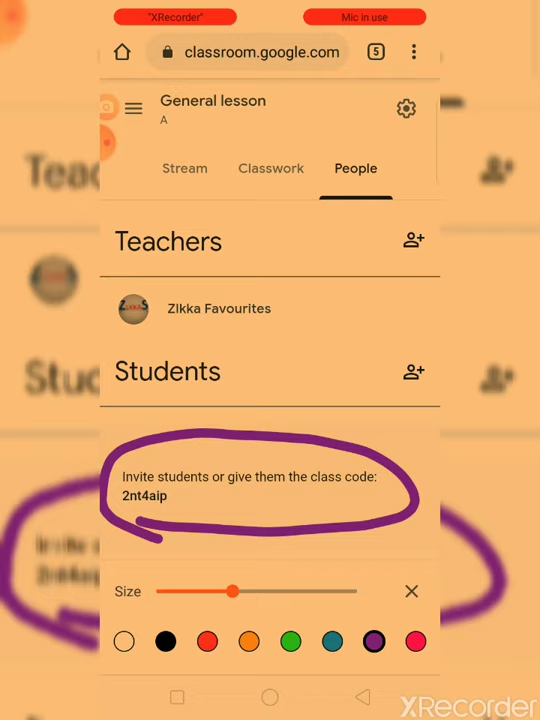 "XRecorder"
Mic in use
classroom.google.com
5
General lesson
A
Stream
Classwork
People
Teachers
ZIkka Favourites
Students
Invite students or give them the class code:
2nt4aip
Size
XRecorder